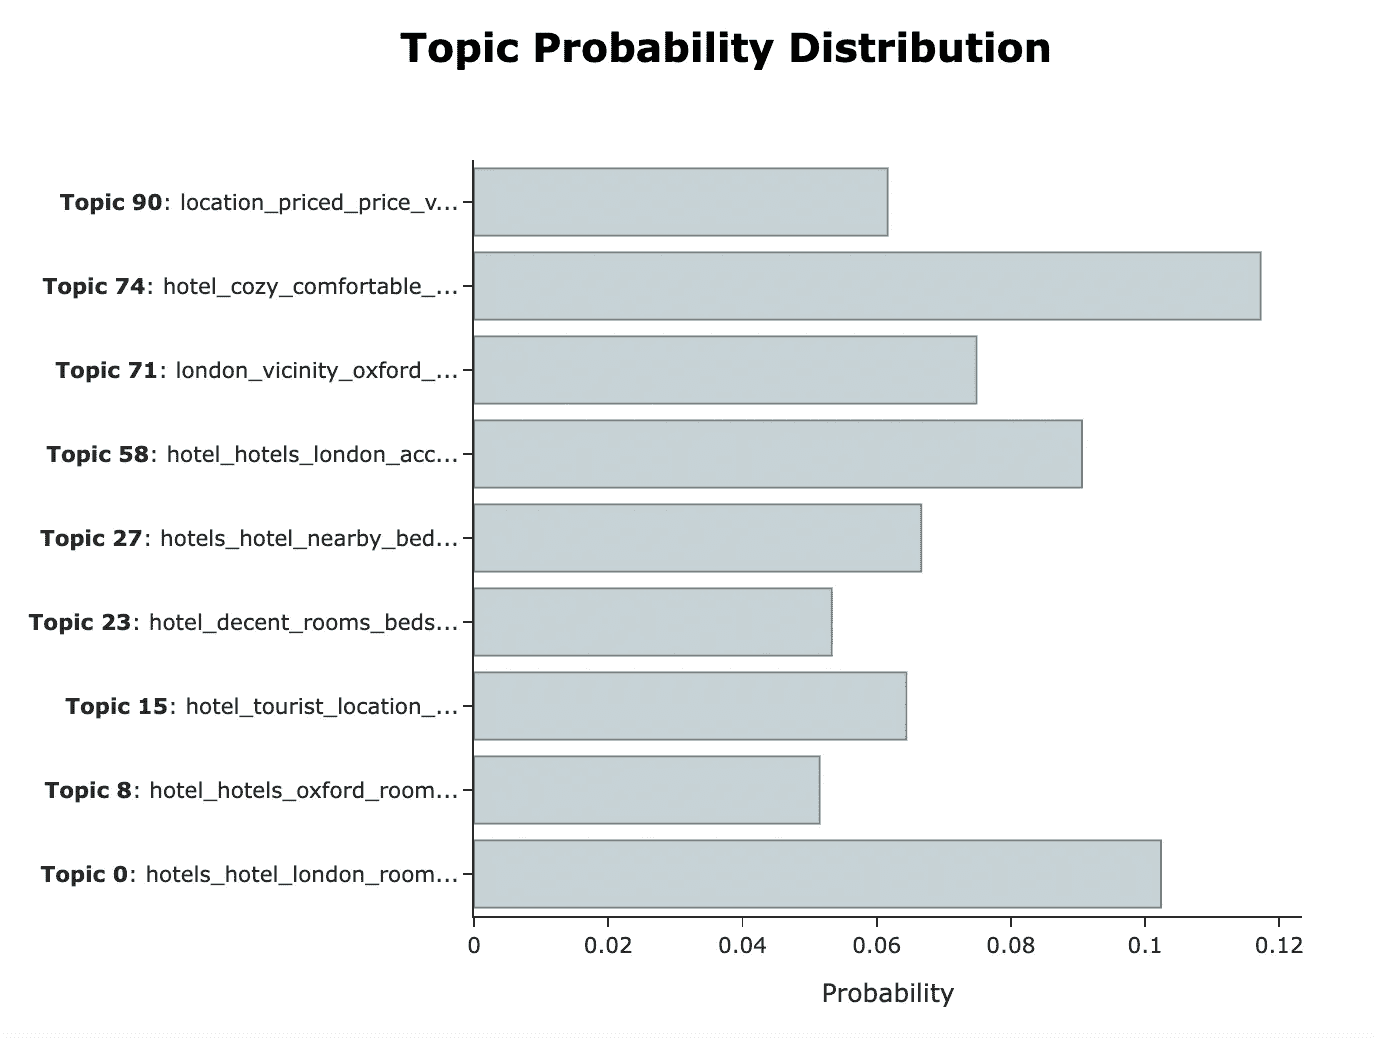 Topic Probability Distribution
Topic 90: location_priced_price_v...
Topic 74: hotel_cozy_comfortable_...
Topic 71: london_vicinity_oxford_...
Topic 58: hotel_hotels_london_acc...
Topic 27: hotels_hotel_nearby_bed...
Topic 23: hotel_decent_rooms_beds...
Topic 15: hotel_tourist_location_...
Topic 8: hotel_hotels_oxford_room...
Topic 0: hotels_hotel_london_room...
0 0.02 0.04 0.06 0.08 0.1 0.12
Probability